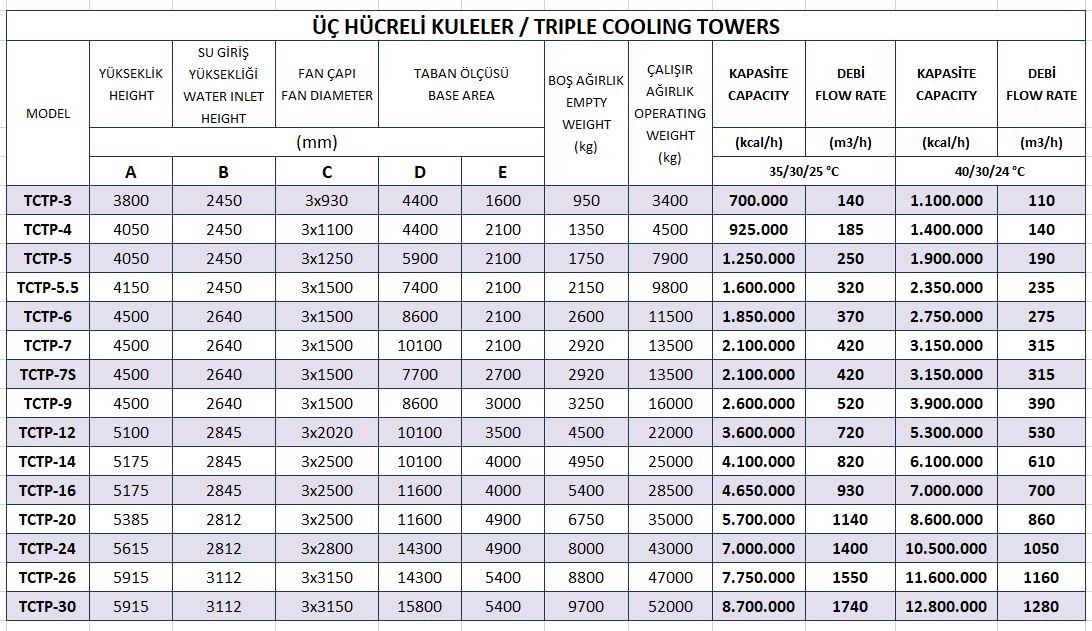 ÜÇ HÜCRELİ KULELER / TRIPLE COOLING TOWERS
MODEL
YÜKSEKLİK
HEIGHT
SU GİRİŞ
YÜKSEKLİĞİ
WATER INLET
HEIGHT
FAN ÇAPI
FAN DIAMETER
TABAN ÖLÇÜSÜ
BASE AREA
BOŞ AĞIRLIK
EMPTY
WEIGHT
(kg)
ÇALIŞIR
AĞIRLIK
OPERATING
WEIGHT
(kg)
KAPASİTE
CAPACITY
DEBİ
FLOW RATE
KAPASİTE
CAPACITY
DEBİ
FLOW RATE
(mm)
(kcal/h) (m3/h) (kcal/h) (m3/h)
A B C D E
35/30/25 °C 40/30/24 °C
TCTP-3 3800 2450 3x930 4400 1600 950 3400 700.000 140 1.100.000 110
TCTP-4 4050 2450 3x1100 4400 2100 1350 4500 925.000 185 1.400.000 140
TCTP-5 4050 2450 3x1250 5900 2100 1750 7900 1.250.000 250 1.900.000 190
TCTP-5.5 4150 2450 3x1500 7400 2100 2150 9800 1.600.000 320 2.350.000 235
TCTP-6 4500 2640 3x1500 8600 2100 2600 11500 1.850.000 370 2.750.000 275
TCTP-7 4500 2640 3x1500 10100 2100 2920 13500 2.100.000 420 3.150.000 315
TCTP-7S 4500 2640 3x1500 7700 2700 2920 13500 2.100.000 420 3.150.000 315
TCTP-9 4500 2640 3x1500 8600 3000 3250 16000 2.600.000 520 3.900.000 390
TCTP-12 5100 2845 3x2020 10100 3500 4500 22000 3.600.000 720 5.300.000 530
TCTP-14 5175 2845 3x2500 10100 4000 4950 25000 4.100.000 820 6.100.000 610
TCTP-16 5175 2845 3x2500 11600 4000 5400 28500 4.650.000 930 7.000.000 700
TCTP-20 5385 2812 3x2500 11600 4900 6750 35000 5.700.000 1140 8.600.000 860
TCTP-24 5615 2812 3x2800 14300 4900 8000 43000 7.000.000 1400 10.500.000 1050
TCTP-26 5915 3112 3x3150 14300 5400 8800 47000 7.750.000 1550 11.600.000 1160
TCTP-30 5915 3112 3x3150 15800 5400 9700 52000 8.700.000 1740 12.800.000 1280